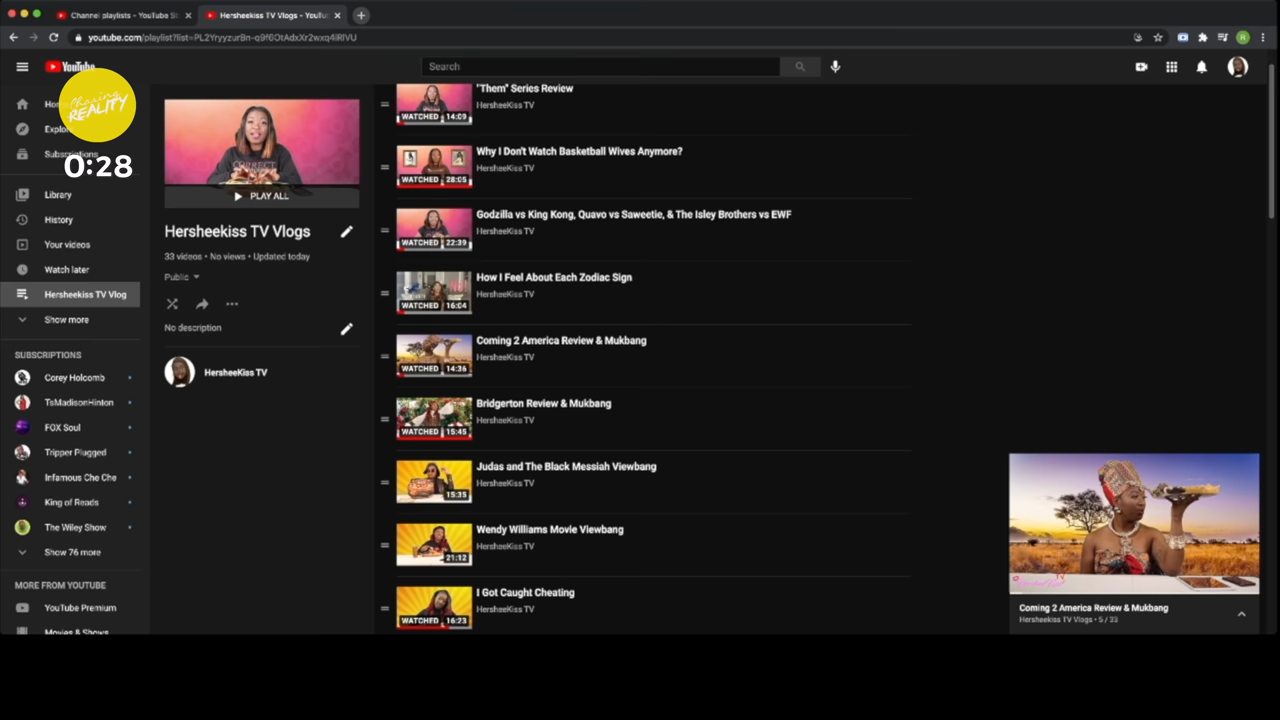 Channel playlists - YouTube St
Hersheekiss TV Vlogs - YouTu
youtube.com/playlist?list=PL2YryyzurBn-q9f6OtAdxXr2wxq4iRlVU
YouTube
Search
Sharing
REALITY
0:28
Explore
Subscriptions
Library
History
Your videos
Watch later
Hersheekiss TV Vlog
Show more
SUBSCRIPTIONS
Corey Holcomb
TsMadisonHinton
FOX Soul
Tripper Plugged
Infamous Che Che
King of Reads
The Wiley Show
Show 76 more
MORE FROM YOUTUBE
YouTube Premium
Movies & Shows
PLAY ALL
Hersheekiss TV Vlogs
33 videos • No views • Updated today
Public
No description
HersheeKiss TV
"Them" Series Review
HersheeKiss TV
WATCHED 14:09
Why I Don't Watch Basketball Wives Anymore?
HersheeKiss TV
WATCHED 28:05
Godzilla vs King Kong, Quavo vs Saweetie, & The Isley Brothers vs EWF
HersheeKiss TV
WATCHED 22:39
How I Feel About Each Zodiac Sign
HersheeKiss TV
WATCHED 16:04
Coming 2 America Review & Mukbang
HersheeKiss TV
WATCHED 14:36
Bridgerton Review & Mukbang
HersheeKiss TV
WATCHED 15:45
Judas and The Black Messiah Viewbang
HersheeKiss TV
15:35
Wendy Williams Movie Viewbang
HersheeKiss TV
21:12
I Got Caught Cheating
HersheeKiss TV
WATCHED 16:23
Coming 2 America Review & Mukbang
Hersheekiss TV Vlogs • 5 / 33